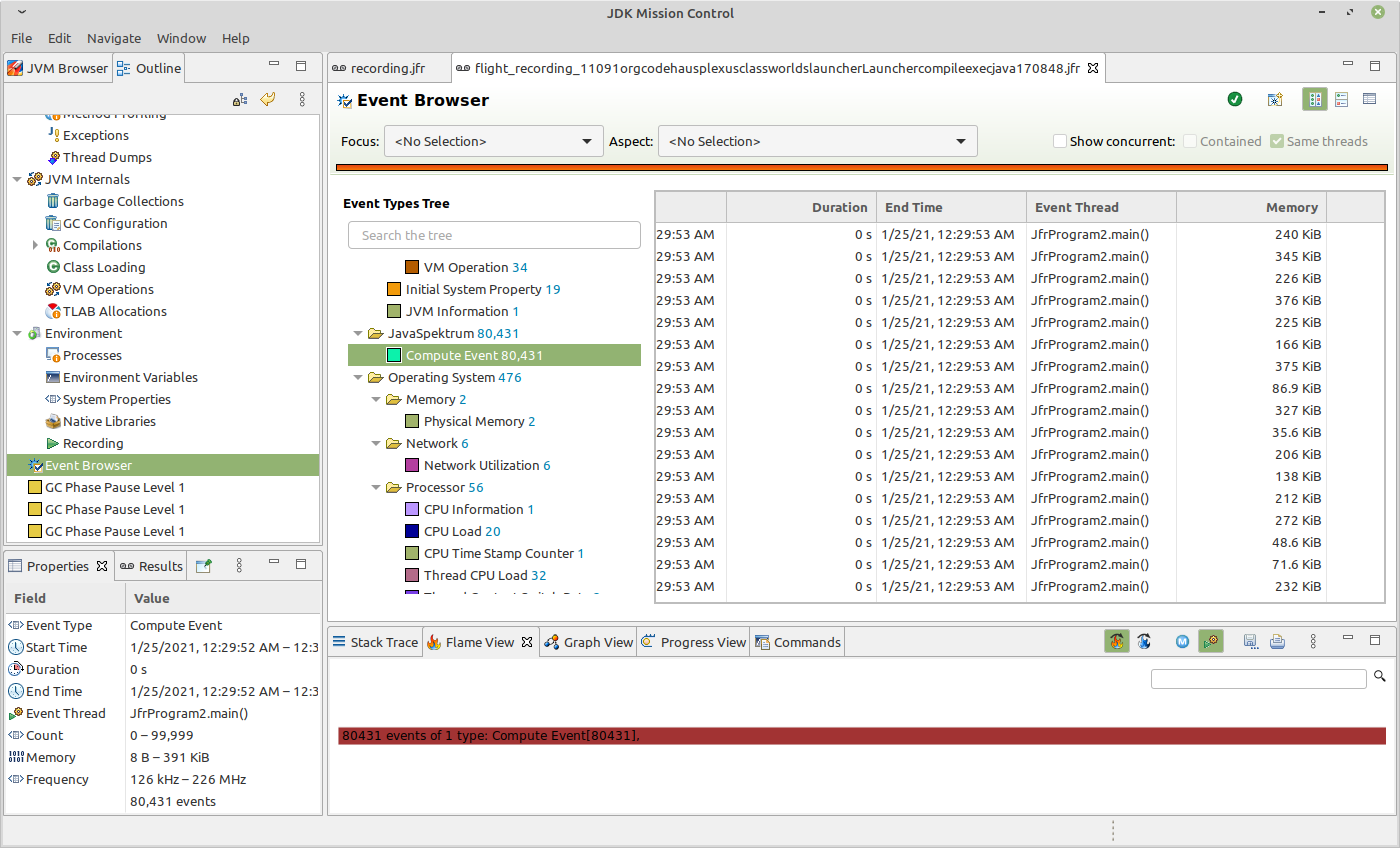 JDK Mission Control
File Edit Navigate Window Help
JVM Browser Outline
Method Profiling
Exceptions
Thread Dumps
JVM Internals
Garbage Collections
GC Configuration
Compilations
Class Loading
VM Operations
TLAB Allocations
Environment
Processes
Environment Variables
System Properties
Native Libraries
Recording
Event Browser
GC Phase Pause Level 1
GC Phase Pause Level 1
GC Phase Pause Level 1
Properties Results
Field Value
Event Type Compute Event
Start Time 1/25/2021, 12:29:52 AM – 12:3
Duration 0 s
End Time 1/25/2021, 12:29:52 AM – 12:3
Event Thread JfrProgram2.main()
Count 0 – 99,999
Memory 8 B – 391 KiB
Frequency 126 kHz – 226 MHz
80,431 events
recording.jfr flight_recording_11091orgcodehausplexusclassworldslauncherLaunchercompileexecjava170848.jfr
Event Browser
Focus: <No Selection> Aspect: <No Selection> Show concurrent: Contained Same threads
Event Types Tree
Search the tree
VM Operation 34
Initial System Property 19
JVM Information 1
JavaSpektrum 80,431
Compute Event 80,431
Operating System 476
Memory 2
Physical Memory 2
Network 6
Network Utilization 6
Processor 56
CPU Information 1
CPU Load 20
CPU Time Stamp Counter 1
Thread CPU Load 32
Duration End Time Event Thread Memory
29:53 AM 0 s 1/25/21, 12:29:53 AM JfrProgram2.main() 240 KiB
29:53 AM 0 s 1/25/21, 12:29:53 AM JfrProgram2.main() 345 KiB
29:53 AM 0 s 1/25/21, 12:29:53 AM JfrProgram2.main() 226 KiB
29:53 AM 0 s 1/25/21, 12:29:53 AM JfrProgram2.main() 376 KiB
29:53 AM 0 s 1/25/21, 12:29:53 AM JfrProgram2.main() 225 KiB
29:53 AM 0 s 1/25/21, 12:29:53 AM JfrProgram2.main() 166 KiB
29:53 AM 0 s 1/25/21, 12:29:53 AM JfrProgram2.main() 375 KiB
29:53 AM 0 s 1/25/21, 12:29:53 AM JfrProgram2.main() 86.9 KiB
29:53 AM 0 s 1/25/21, 12:29:53 AM JfrProgram2.main() 327 KiB
29:53 AM 0 s 1/25/21, 12:29:53 AM JfrProgram2.main() 35.6 KiB
29:53 AM 0 s 1/25/21, 12:29:53 AM JfrProgram2.main() 206 KiB
29:53 AM 0 s 1/25/21, 12:29:53 AM JfrProgram2.main() 138 KiB
29:53 AM 0 s 1/25/21, 12:29:53 AM JfrProgram2.main() 212 KiB
29:53 AM 0 s 1/25/21, 12:29:53 AM JfrProgram2.main() 272 KiB
29:53 AM 0 s 1/25/21, 12:29:53 AM JfrProgram2.main() 48.6 KiB
29:53 AM 0 s 1/25/21, 12:29:53 AM JfrProgram2.main() 71.6 KiB
29:53 AM 0 s 1/25/21, 12:29:53 AM JfrProgram2.main() 232 KiB
Stack Trace Flame View Graph View Progress View Commands
80431 events of 1 type: Compute Event[80431],